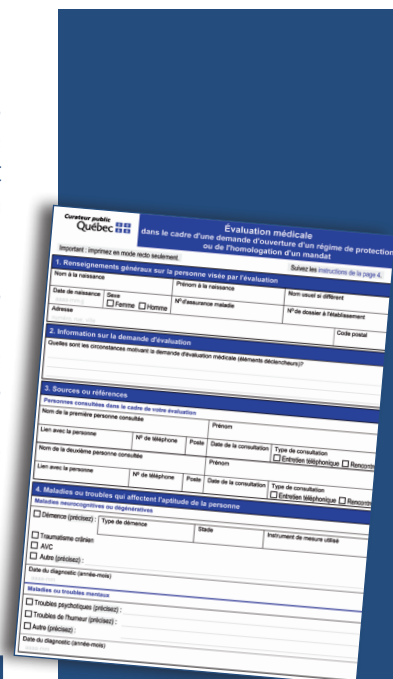 Curateur public
Québec
Évaluation médicale
dans le cadre d'une demande d'ouverture d'un régime de protection
ou de l'homologation d'un mandat
Important : imprimez en mode recto seulement.
Suivez les instructions de la page 4.
1. Renseignements généraux sur la personne visée par l'évaluation
Nom à la naissance
Prénom à la naissance
Nom usuel si différent
Date de naissance
Sexe
Femme Homme
N° d'assurance maladie
N° de dossier à l'établissement
Adresse
Code postal
2. Information sur la demande d'évaluation
Quelles sont les circonstances motivant la demande d'évaluation médicale (éléments déclencheurs)?
3. Sources ou références
Personnes consultées dans le cadre de votre évaluation
Nom de la première personne consultée
Prénom
Lien avec la personne
N° de téléphone
Poste
Date de la consultation
Type de consultation
Entretien téléphonique Rencontre
Nom de la deuxième personne consultée
Prénom
Lien avec la personne
N° de téléphone
Poste
Date de la consultation
Type de consultation
Entretien téléphonique Rencontre
4. Maladies ou troubles qui affectent l'aptitude de la personne
Maladies neurocognitives ou dégénératives
Démence (précisez) :
Type de démence
Stade
Instrument de mesure utilisé
Traumatisme crânien
AVC
Autre (précisez) :
Date du diagnostic (année-mois)
Maladies ou troubles mentaux
Troubles psychotiques (précisez) :
Troubles de l'humeur (précisez) :
Autre (précisez) :
Date du diagnostic (année-mois)